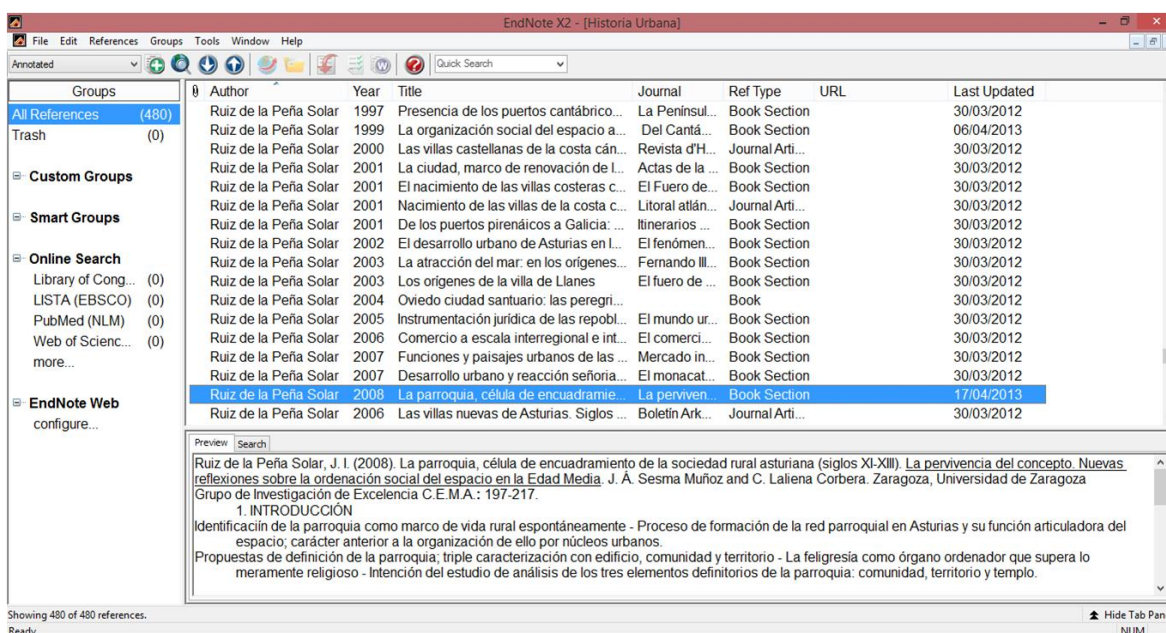 EndNote X2 - [Historia Urbana]
File Edit References Groups Tools Window Help
Annotated Quick Search
Groups
All References (480)
Trash (0)
Custom Groups
Smart Groups
Online Search
Library of Cong... (0)
LISTA (EBSCO) (0)
PubMed (NLM) (0)
Web of Scienc... (0)
more...
EndNote Web
configure...
Author Year Title Journal Ref Type URL Last Updated
Ruiz de la Peña Solar 1997 Presencia de los puertos cantábrico... La Penínsul... Book Section 30/03/2012
Ruiz de la Peña Solar 1999 La organización social del espacio a... Del Cantá... Book Section 06/04/2013
Ruiz de la Peña Solar 2000 Las villas castellanas de la costa cán... Revista d'H... Journal Arti... 30/03/2012
Ruiz de la Peña Solar 2001 La ciudad, marco de renovación de l... Actas de la ... Book Section 30/03/2012
Ruiz de la Peña Solar 2001 El nacimiento de las villas costeras c... El Fuero de... Book Section 30/03/2012
Ruiz de la Peña Solar 2001 Nacimiento de las villas de la costa c... Litoral atlán... Journal Arti... 30/03/2012
Ruiz de la Peña Solar 2001 De los puertos pirenáicos a Galicia: ... Itinerarios ... Book Section 30/03/2012
Ruiz de la Peña Solar 2002 El desarrollo urbano de Asturias en l... El fenómen... Book Section 30/03/2012
Ruiz de la Peña Solar 2003 La atracción del mar: en los orígenes... Fernando III... Book Section 30/03/2012
Ruiz de la Peña Solar 2003 Los orígenes de la villa de Llanes El fuero de ... Book Section 30/03/2012
Ruiz de la Peña Solar 2004 Oviedo ciudad santuario: las peregri... Book 30/03/2012
Ruiz de la Peña Solar 2005 Instrumentación jurídica de las repobl... El mundo ur... Book Section 30/03/2012
Ruiz de la Peña Solar 2006 Comercio a escala interregional e int... El comerci... Book Section 30/03/2012
Ruiz de la Peña Solar 2007 Funciones y paisajes urbanos de las ... Mercado in... Book Section 30/03/2012
Ruiz de la Peña Solar 2007 Desarrollo urbano y reacción señoria... El monacat... Book Section 30/03/2012
Ruiz de la Peña Solar 2008 La parroquia, célula de encuadramie... La perviven... Book Section 17/04/2013
Ruiz de la Peña Solar 2006 Las villas nuevas de Asturias. Siglos ... Boletín Ark... Journal Arti... 30/03/2012
Preview Search
Ruiz de la Peña Solar, J. I. (2008). La parroquia, célula de encuadramiento de la sociedad rural asturiana (siglos XI-XIII). La pervivencia del concepto. Nuevas
reflexiones sobre la ordenación social del espacio en la Edad Media. J. Á. Sesma Muñoz and C. Laliena Corbera. Zaragoza, Universidad de Zaragoza
Grupo de Investigación de Excelencia C.E.M.A.: 197-217.
1. INTRODUCCIÓN
Identificaciín de la parroquia como marco de vida rural espontáneamente - Proceso de formación de la red parroquial en Asturias y su función articuladora del
espacio; carácter anterior a la organización de ello por núcleos urbanos.
Propuestas de definición de la parroquia; triple caracterización con edificio, comunidad y territorio - La feligresía como órgano ordenador que supera lo
meramente religioso - Intención del estudio de análisis de los tres elementos definitorios de la parroquia: comunidad, territorio y templo.
Showing 480 of 480 references. Hide Tab Pan
Ready NUM